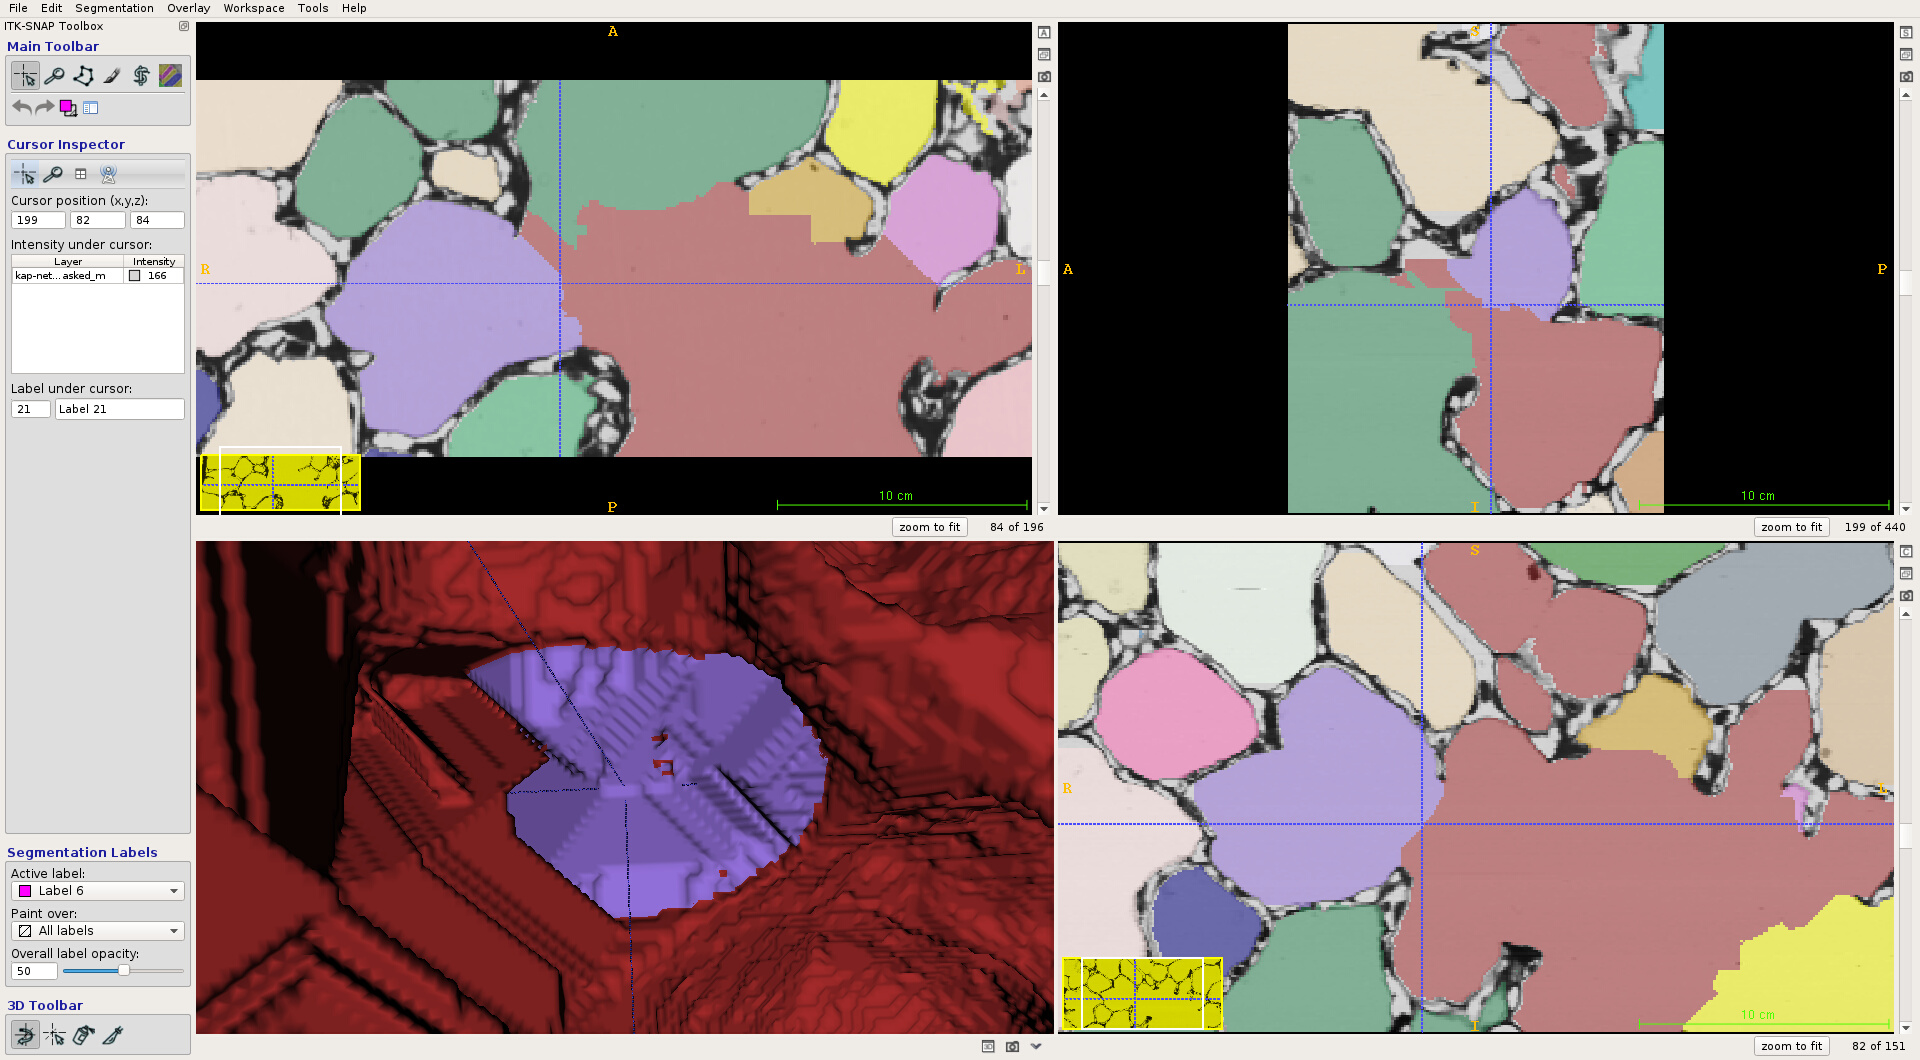 File Edit Segmentation Overlay Workspace Tools Help
ITK-SNAP Toolbox
Main Toolbar
Cursor Inspector
Cursor position (x,y,z):
199 82 84
Intensity under cursor:
Layer Intensity
kap-net...asked_m 166
Label under cursor:
21 Label 21
Segmentation Labels
Active label:
Label 6
Paint over:
All labels
Overall label opacity:
50
3D Toolbar
A
R
L
P
10 cm
zoom to fit 84 of 196
A
S
A
P
I
10 cm
S
zoom to fit 199 of 440
3D
S
R
L
I
10 cm
C
zoom to fit 82 of 151